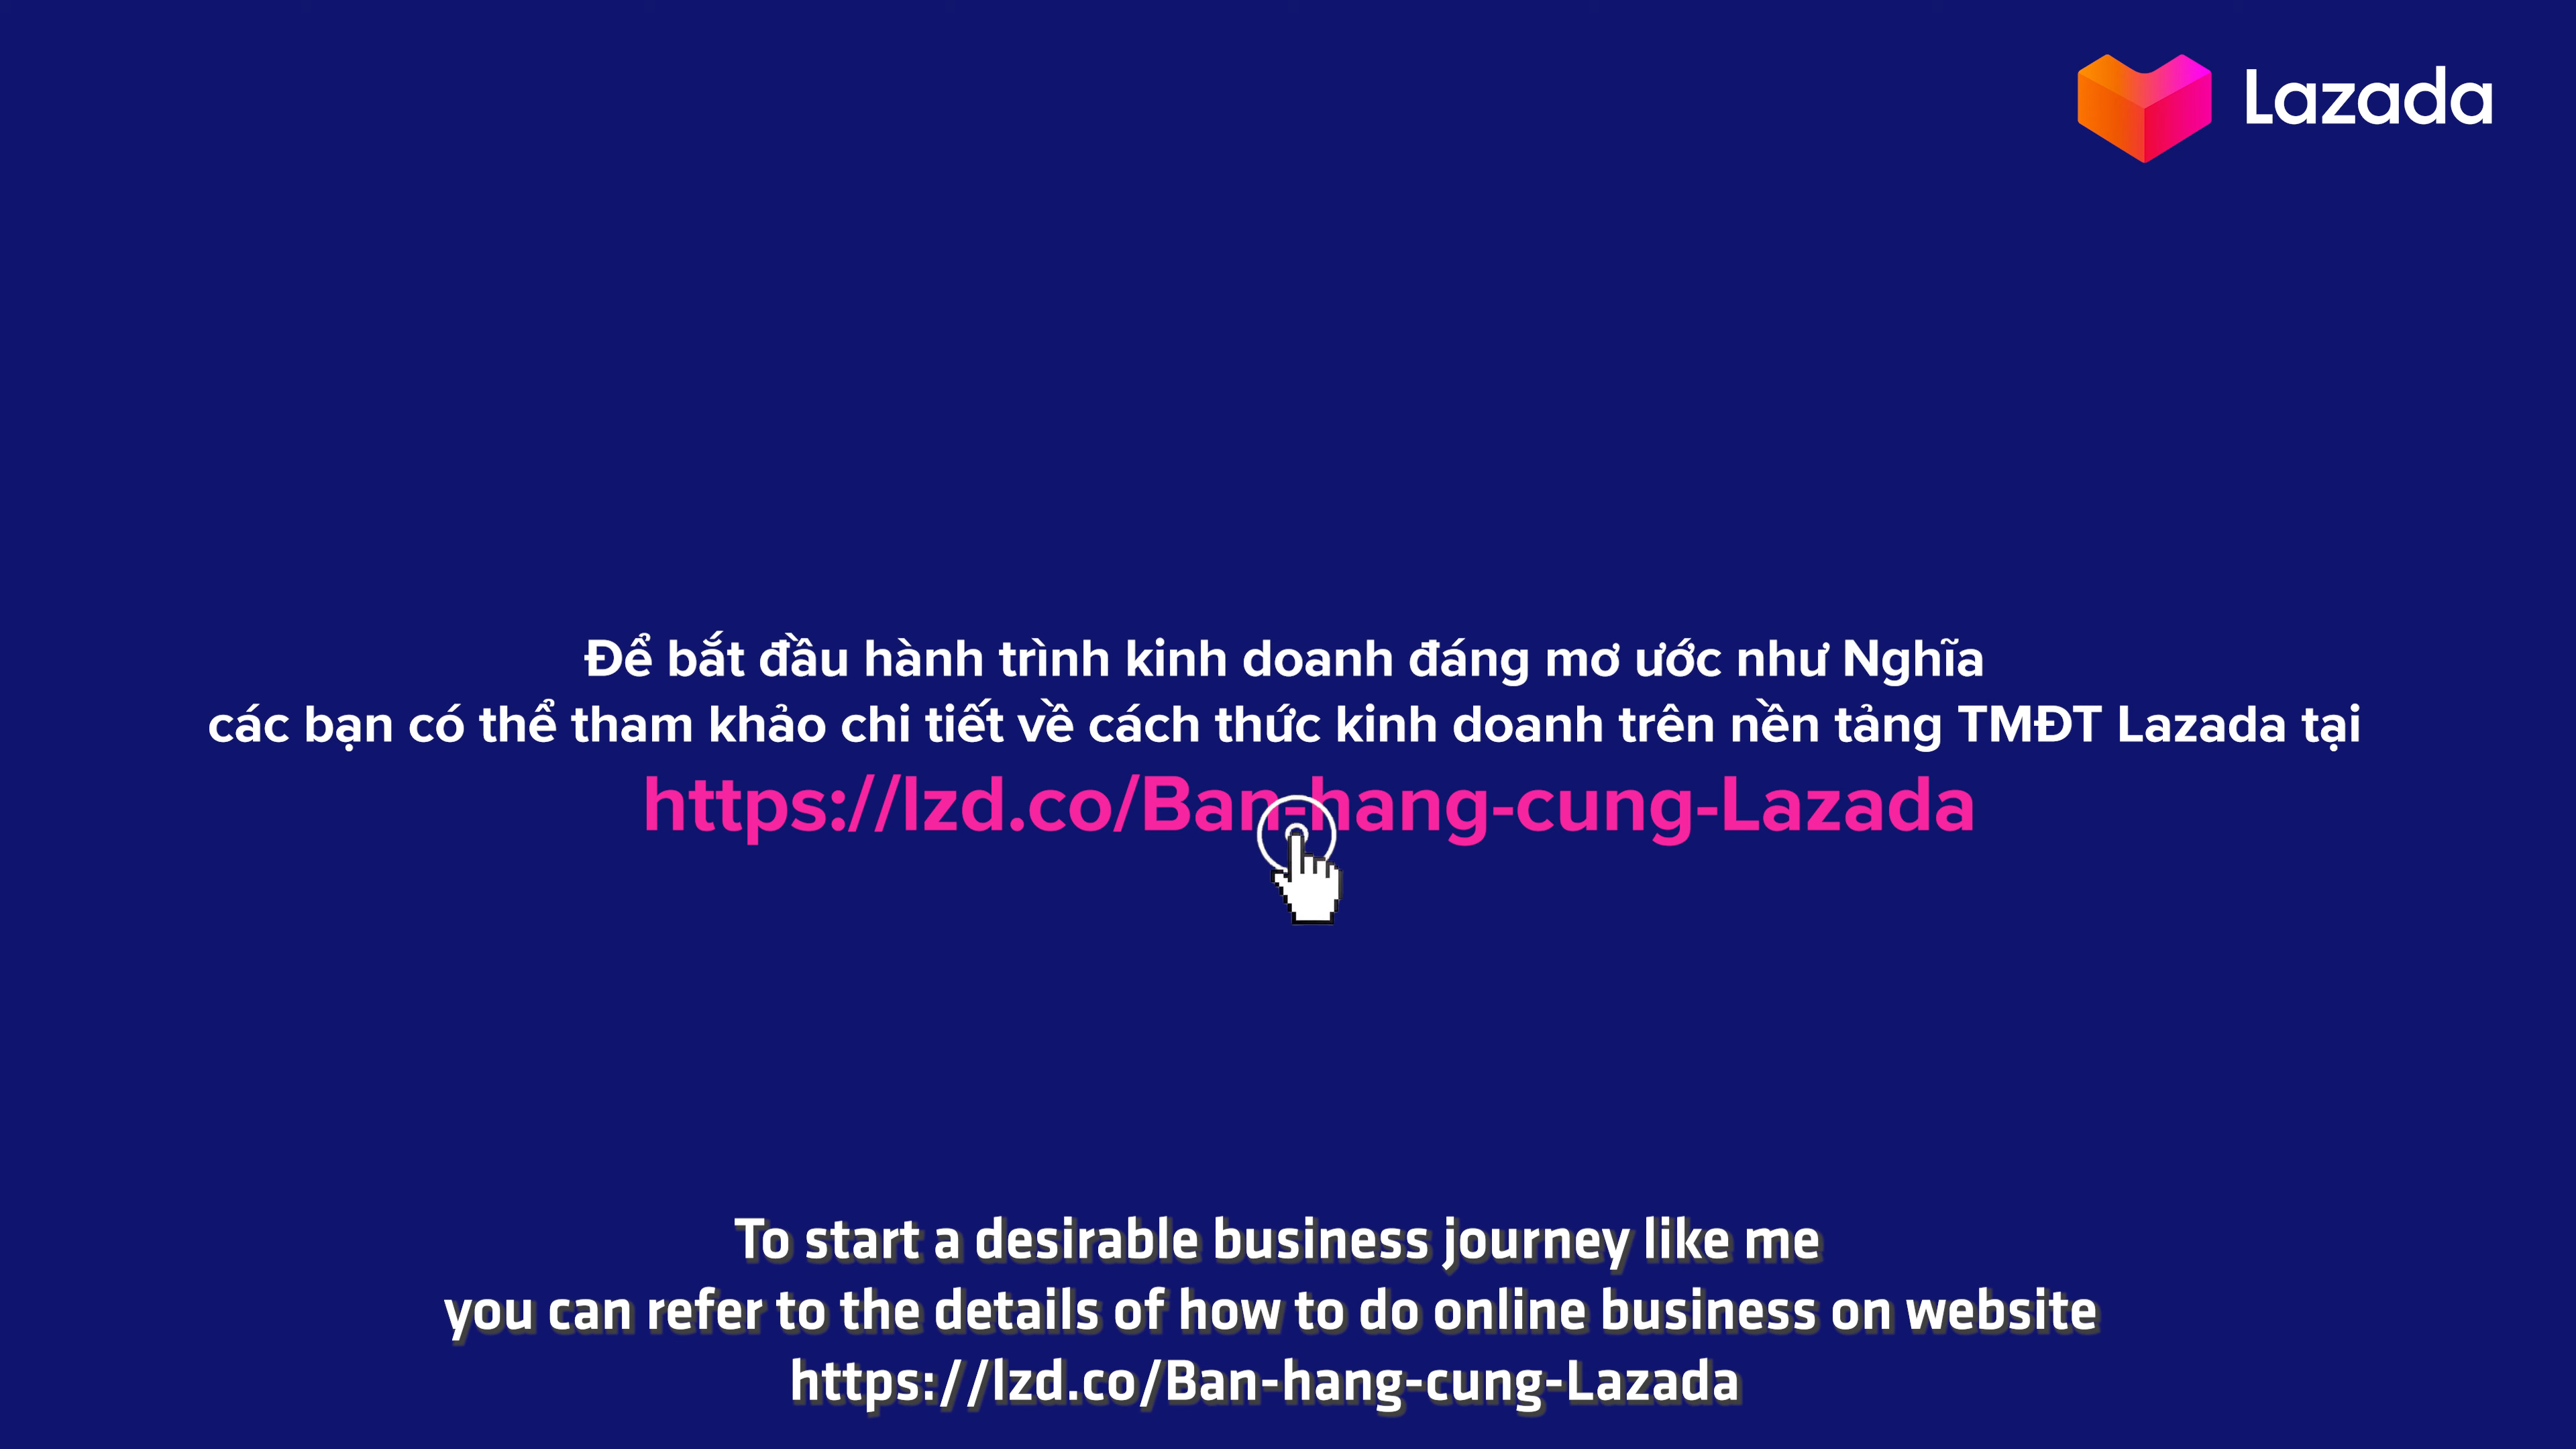 Lazada
Để bắt đầu hành trình kinh doanh đáng mơ ước như Nghĩa
các bạn có thể tham khảo chi tiết về cách thức kinh doanh trên nền tảng TMĐT Lazada tại
https://lzd.co/Ban-hang-cung-Lazada
To start a desirable business journey like me
you can refer to the details of how to do online business on website
https://lzd.co/Ban-hang-cung-Lazada